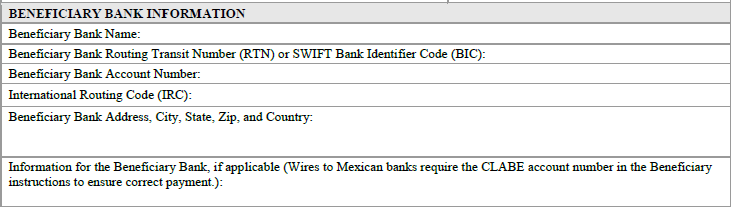 BENEFICIARY BANK INFORMATION
Beneficiary Bank Name:
Beneficiary Bank Routing Transit Number (RTN) or SWIFT Bank Identifier Code (BIC):
Beneficiary Bank Account Number:
International Routing Code (IRC):
Beneficiary Bank Address, City, State, Zip, and Country:
Information for the Beneficiary Bank, if applicable (Wires to Mexican banks require the CLABE account number in the Beneficiary
instructions to ensure correct payment.):